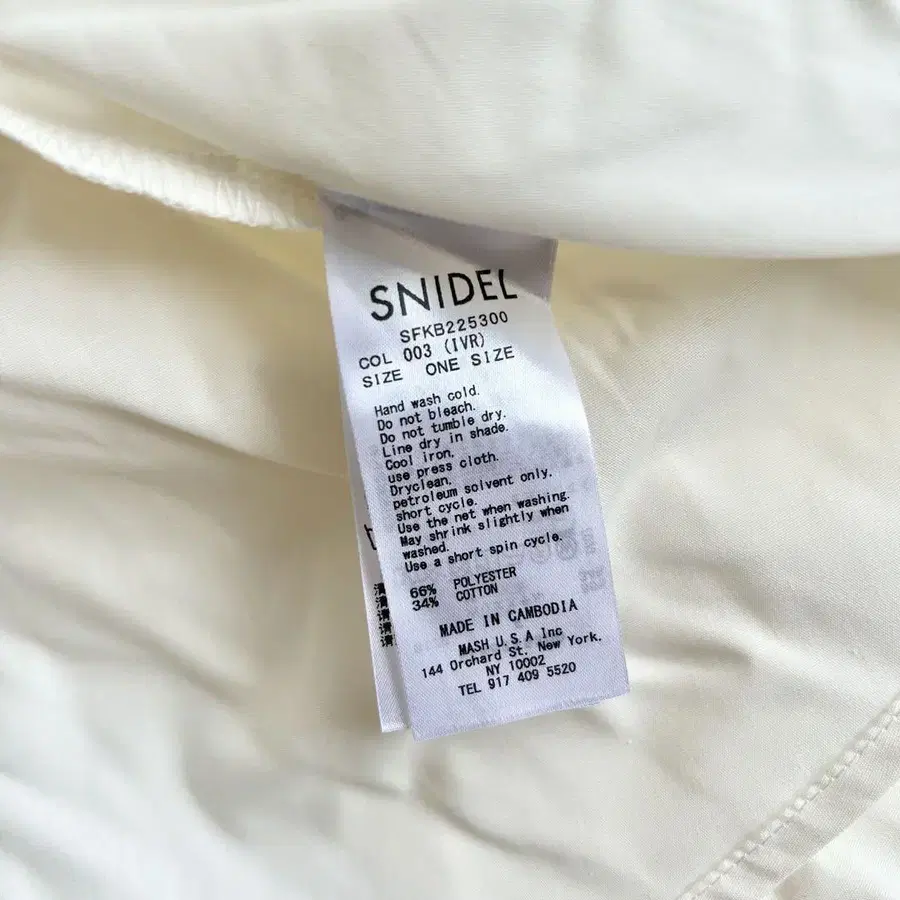 SNIDEL
SFKB225300
COL 003 (IVR)
SIZE ONE SIZE
Hand wash cold.
Do not bleach.
Do not tumble dry.
Line dry in shade.
Cool iron.
use press cloth.
Dryclean.
petroleum solvent only.
short cycle.
Use the net when washing.
May shrink slightly when
washed.
Use a short spin cycle.
66% POLYESTER
34% COTTON
MADE IN CAMBODIA
MASH U.S.A Inc
144 Orchard St. New York.
NY 10002
TEL 917 409 5520